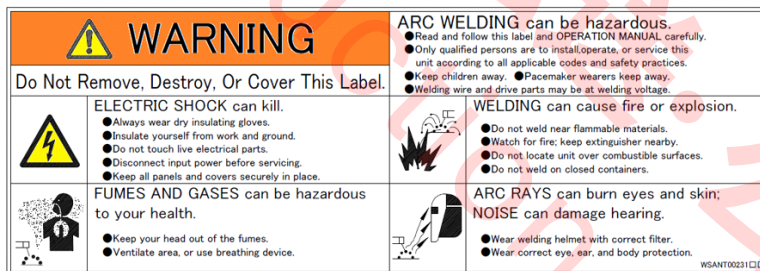 WARNING
Do Not Remove, Destroy, Or Cover This Label.
ARC WELDING can be hazardous.
●Read and follow this label and OPERATION MANUAL carefully.
●Only qualified persons are to install,operate, or service this
unit according to all applicable codes and safety practices.
●Keep children away. ●Pacemaker wearers keep away.
●Welding wire and drive parts may be at welding voltage.
ELECTRIC SHOCK can kill.
●Always wear dry insulating gloves.
●Insulate yourself from work and ground.
●Do not touch live electrical parts.
●Disconnect input power before servicing.
●Keep all panels and covers securely in place.
WELDING can cause fire or explosion.
●Do not weld near flammable materials.
●Watch for fire; keep extinguisher nearby.
●Do not locate unit over combustible surfaces.
●Do not weld on closed containers.
FUMES AND GASES can be hazardous
to your health.
●Keep your head out of the fumes.
●Ventilate area, or use breathing device.
ARC RAYS can burn eyes and skin;
NOISE can damage hearing.
●Wear welding helmet with correct filter.
●Wear correct eye, ear, and body protection.
WSANT00231